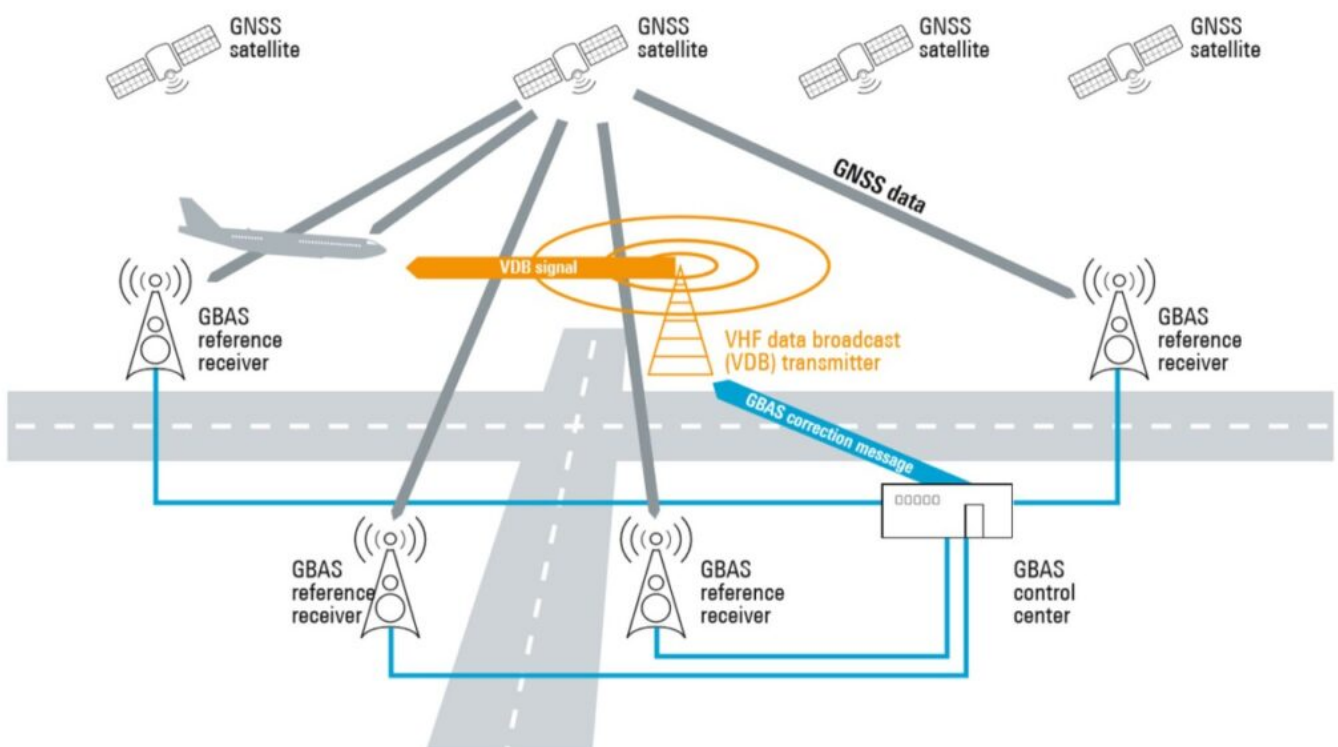 GNSS
satellite
GNSS
satellite
GNSS
satellite
GNSS
satellite
GNSS data
VDB signal
GBAS
reference
receiver
VHF data broadcast
(VDB) transmitter
GBAS
reference
receiver
GBAS correction message
GBAS
reference
receiver
GBAS
reference
receiver
GBAS
control
center